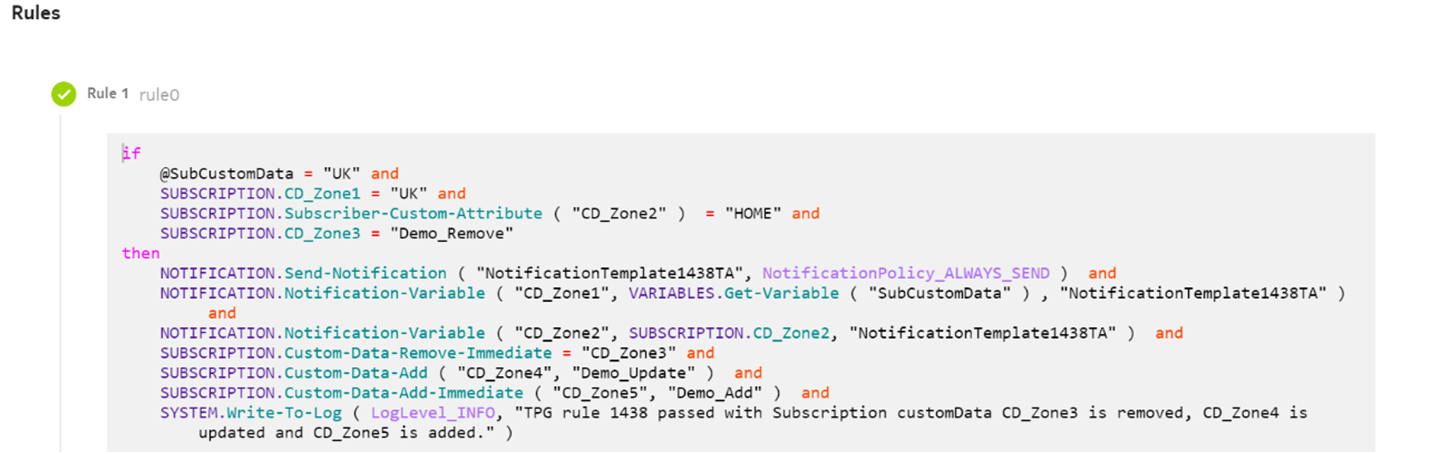 Rules
Rule 1 rule0
if
@SubCustomData = "UK" and
SUBSCRIPTION.CD_Zone1 = "UK" and
SUBSCRIPTION.Subscriber-Custom-Attribute ( "CD_Zone2" ) = "HOME" and
SUBSCRIPTION.CD_Zone3 = "Demo_Remove"
then
NOTIFICATION.Send-Notification ( "NotificationTemplate1438TA", NotificationPolicy_ALWAYS_SEND ) and
NOTIFICATION.Notification-Variable ( "CD_Zone1", VARIABLES.Get-Variable ( "SubCustomData" ) , "NotificationTemplate1438TA" )
and
NOTIFICATION.Notification-Variable ( "CD_Zone2", SUBSCRIPTION.CD_Zone2, "NotificationTemplate1438TA" ) and
SUBSCRIPTION.Custom-Data-Remove-Immediate = "CD_Zone3" and
SUBSCRIPTION.Custom-Data-Add ( "CD_Zone4", "Demo_Update" ) and
SUBSCRIPTION.Custom-Data-Add-Immediate ( "CD_Zone5", "Demo_Add" ) and
SYSTEM.Write-To-Log ( LogLevel_INFO, "TPG rule 1438 passed with Subscription customData CD_Zone3 is removed, CD_Zone4 is
updated and CD_Zone5 is added." )